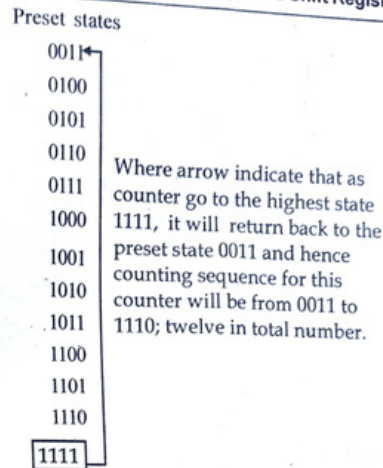 Preset states
0011
0100
0101
0110
0111
1000
1001
1010
1011
1100
1101
1110
1111
Where arrow indicate that as
counter go to the highest state
1111, it will return back to the
preset state 0011 and hence
counting sequence for this
counter will be from 0011 to
1110; twelve in total number.